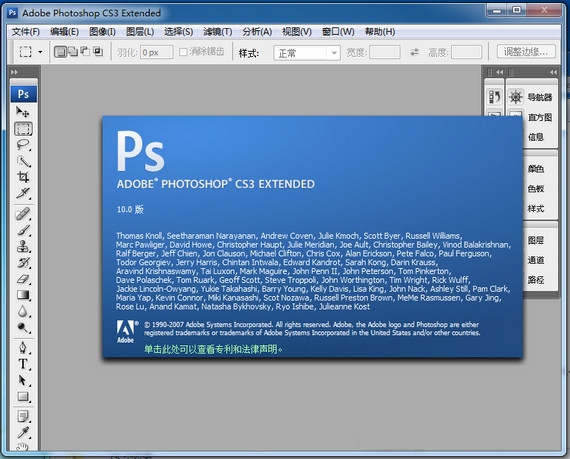 Ps Adobe Photoshop CS3 Extended
文件(F) 编辑(E) 图像(I) 图层(L) 选择(S) 滤镜(T) 分析(A) 视图(V) 窗口(W) 帮助(H)
羽化: 0 px 消除锯齿 样式: 正常 宽度: 高度: 调整边缘...
Ps
导航器
直方图
信息
颜色
色板
样式
图层
通道
路径
T
Ps
ADOBE® PHOTOSHOP® CS3 EXTENDED
10.0 版
Thomas Knoll, Seetharaman Narayanan, Andrew Coven, Julie Kmoch, Scott Byer, Russell Williams,
Marc Pawliger, David Howe, Christopher Haupt, Julie Meridian, Joe Ault, Christopher Bailey, Vinod Balakrishnan,
Ralf Berger, Jeff Chien, Jon Clauson, Michael Clifton, Chris Cox, Alan Erickson, Pete Falco, Paul Ferguson,
Todor Georgiev, Jerry Harris, Chintan Intwala, Edward Kandrot, Sarah Kong, Darin Krauss,
Aravind Krishnaswamy, Tai Luxon, Mark Maguire, John Penn II, John Peterson, Tom Pinkerton,
Dave Polaschek, Tom Ruark, Geoff Scott, Steve Troppoli, John Worthington, Tim Wright, Rick Wulff,
Jackie Lincoln-Owyang, Yukie Takahashi, Barry Young, Kelly Davis, Lisa King, John Nack, Ashley Still, Pam Clark,
Maria Yap, Kevin Connor, Miki Kanasashi, Scot Nozawa, Russell Preston Brown, MeMe Rasmussen, Gary Jing,
Rose Lu, Anand Kamat, Natasha Bykhovsky, Ryo Ishibe, Julieanne Kost
Adobe
© 1990-2007 Adobe Systems Incorporated. All rights reserved. Adobe, the Adobe logo and Photoshop are either
registered trademarks or trademarks of Adobe Systems Incorporated in the United States and/or other countries.
单击此处可以查看专利和法律声明。